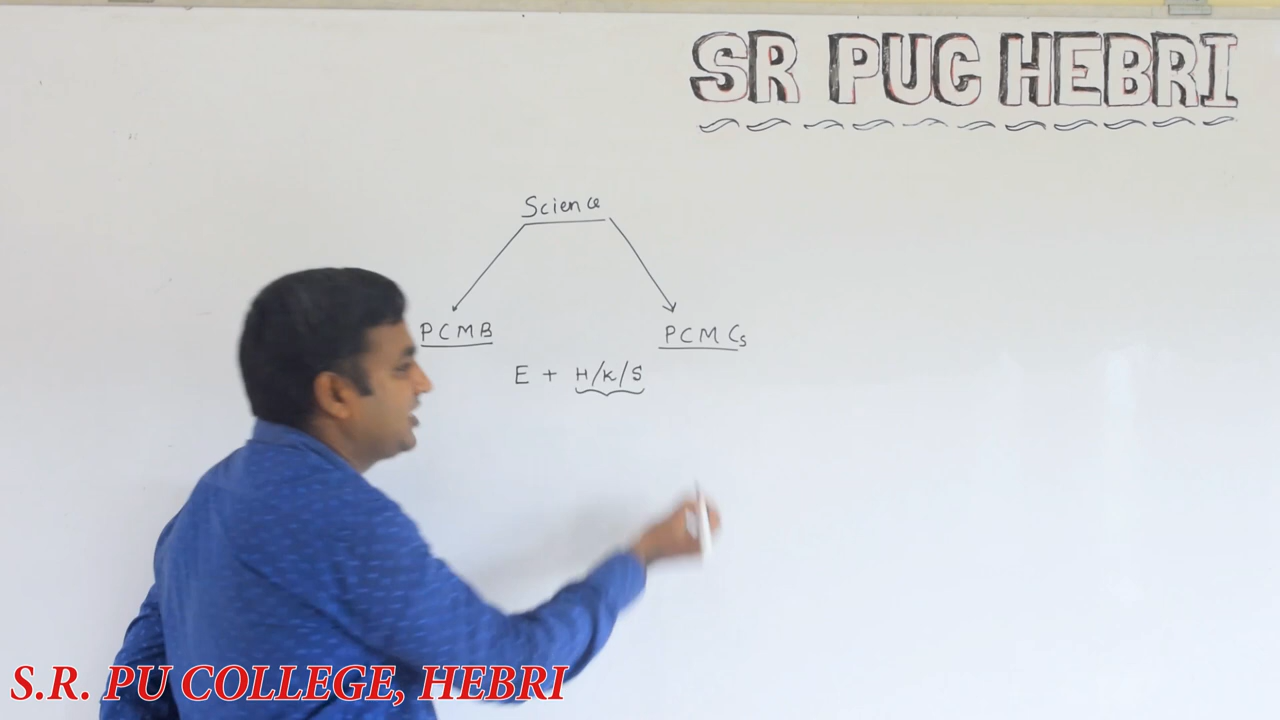 SR PUC HEBRI
Science
PCMB
PCMCs
E + H/K/S
S.R. PU COLLEGE, HEBRI